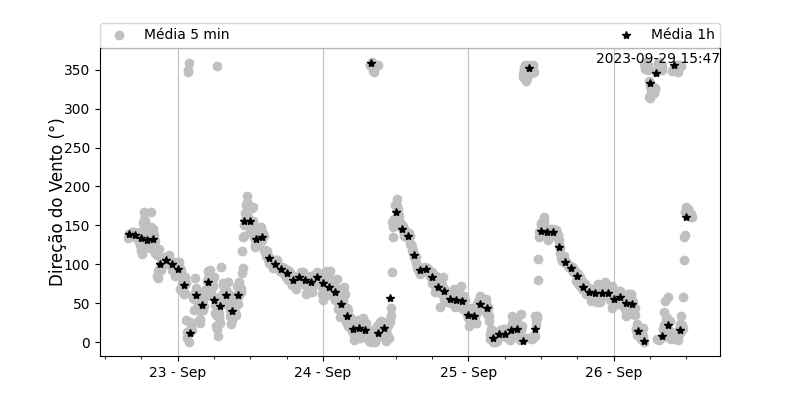 Média 5 min
Média 1h
2023-09-29 15:47
Direção do Vento (°)
350
300
250
200
150
100
50
0
23 - Sep
24 - Sep
25 - Sep
26 - Sep